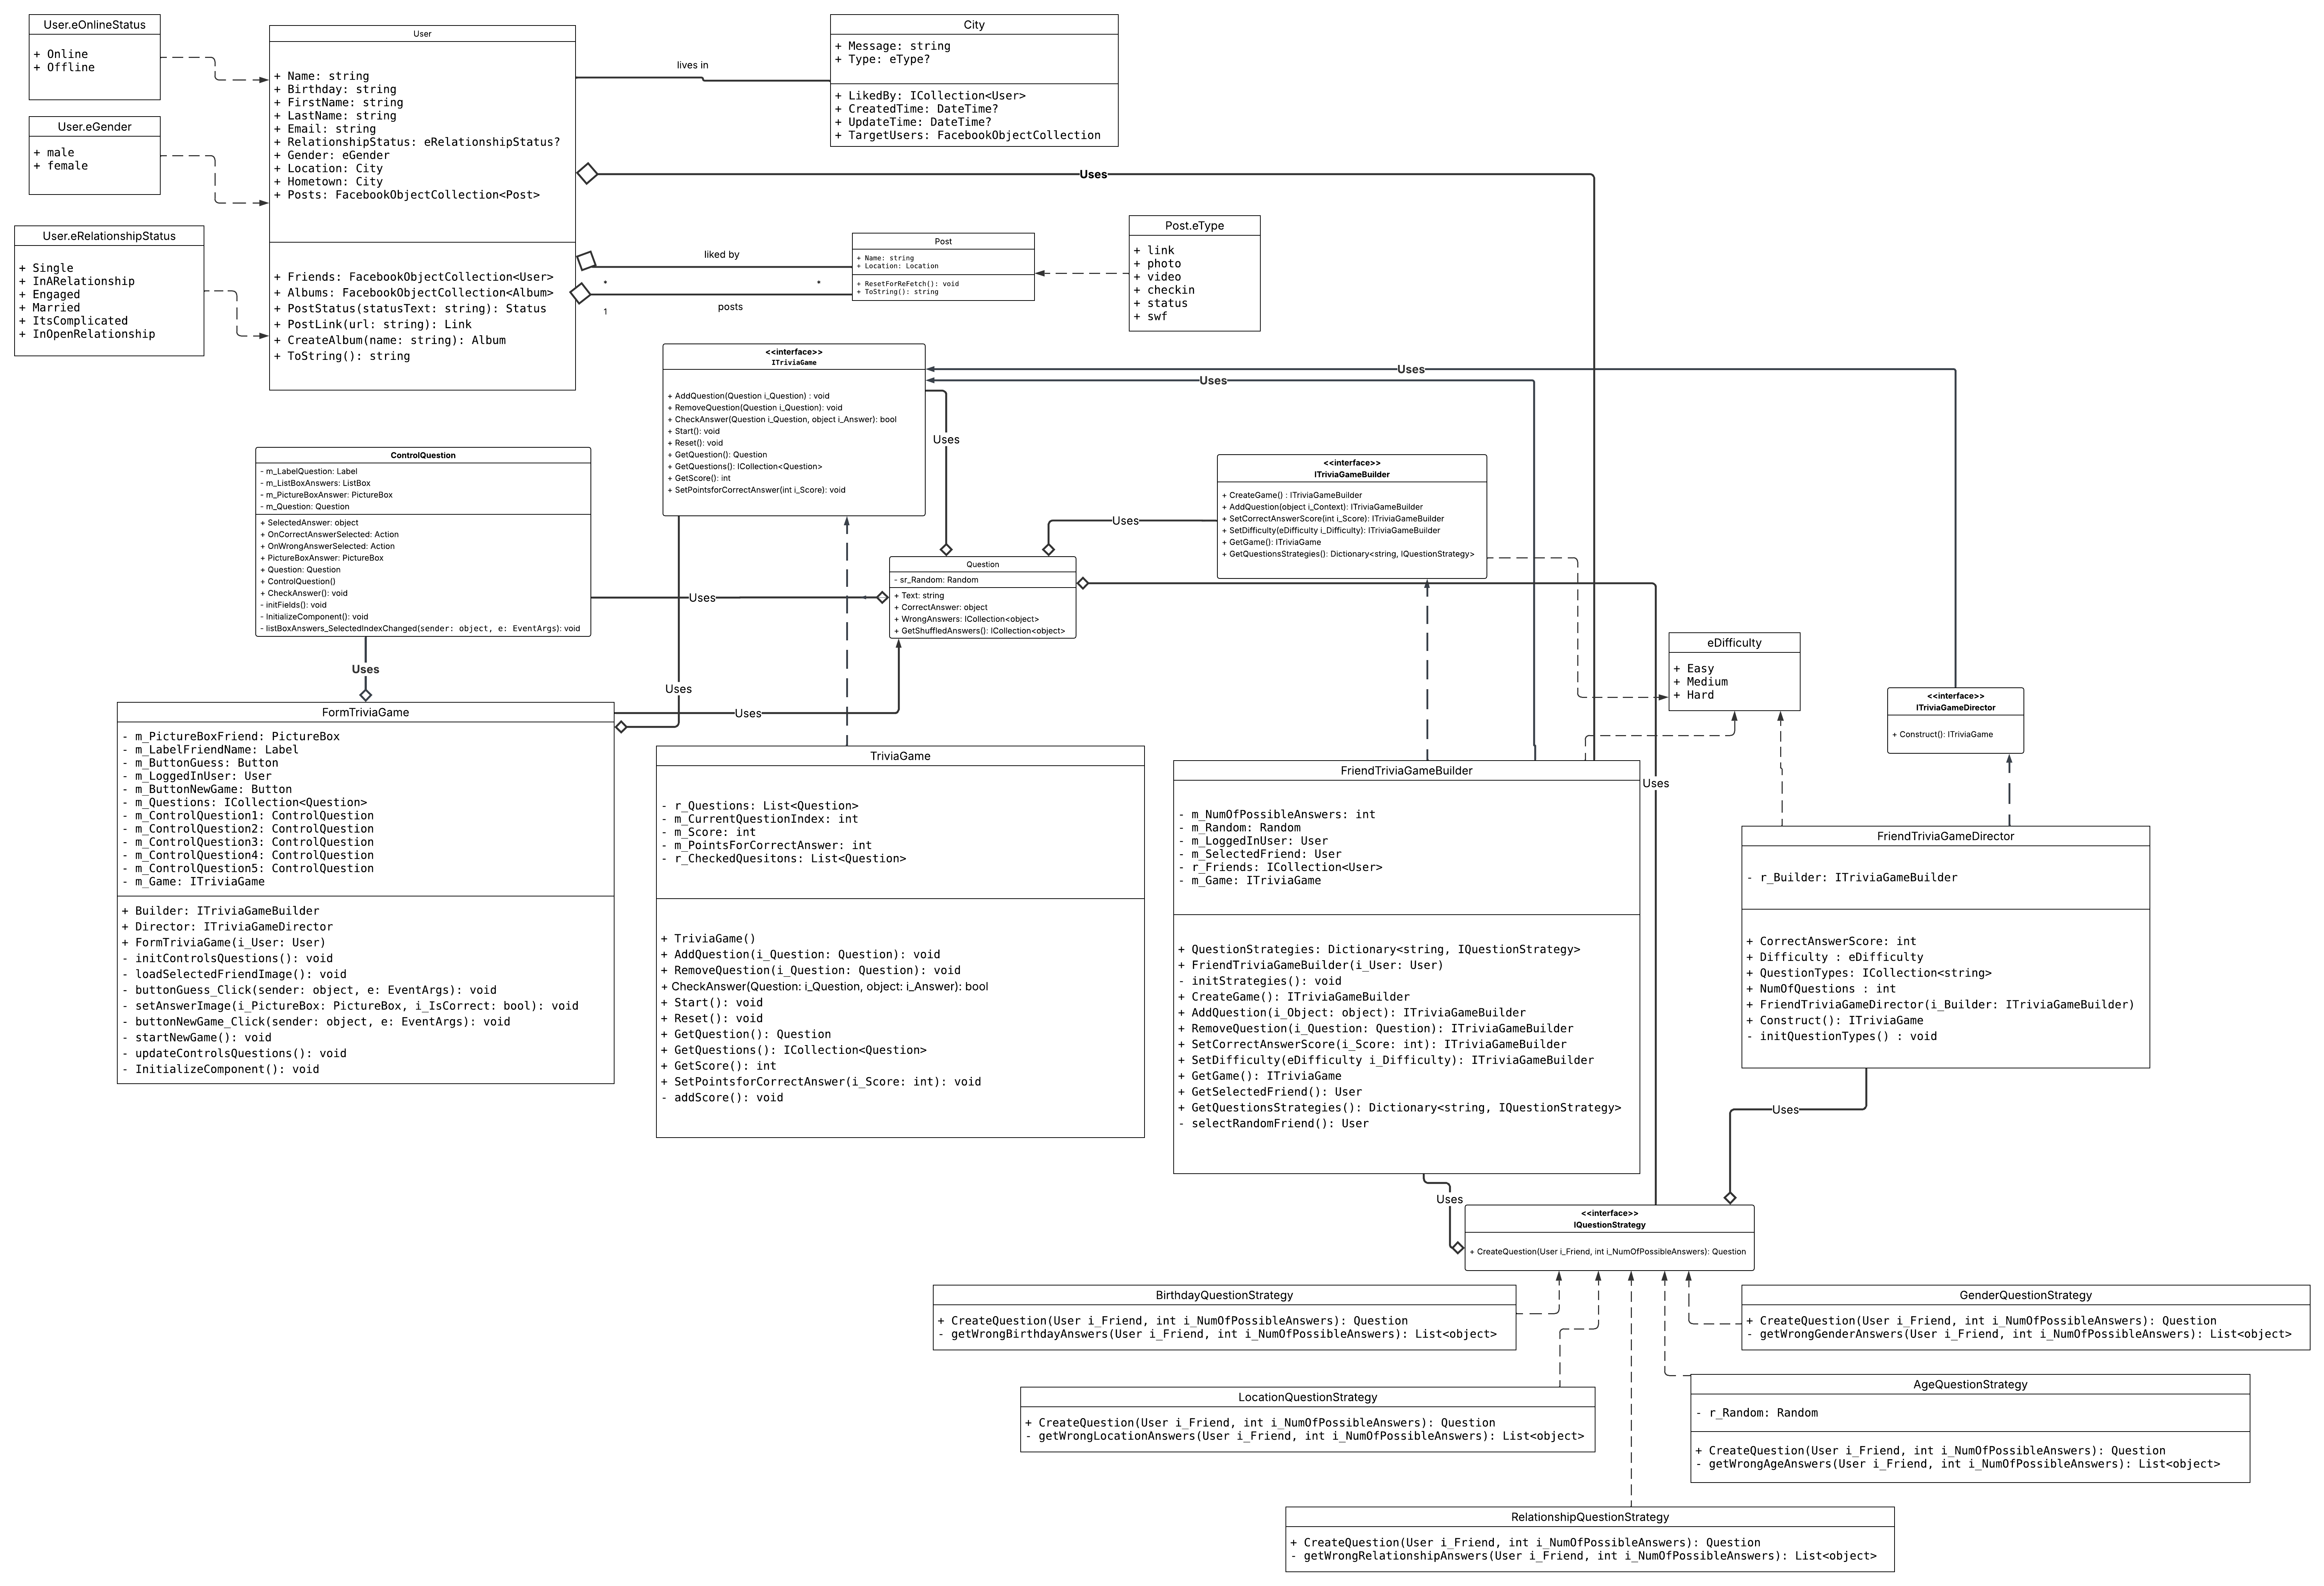 User.eOnlineStatus
+ Online
+ Offline
User.eGender
+ male
+ female
User.eRelationshipStatus
+ Single
+ InARelationship
+ Engaged
+ Married
+ ItsComplicated
+ InOpenRelationship
User
+ Name: string
+ Birthday: string
+ FirstName: string
+ LastName: string
+ Email: string
+ RelationshipStatus: eRelationshipStatus?
+ Gender: eGender
+ Location: City
+ Hometown: City
+ Posts: FacebookObjectCollection<Post>
+ Friends: FacebookObjectCollection<User>
+ Albums: FacebookObjectCollection<Album>
+ PostStatus(statusText: string): Status
+ PostLink(url: string): Link
+ CreateAlbum(name: string): Album
+ ToString(): string
lives in
City
+ Message: string
+ Type: eType?
+ LikedBy: ICollection<User>
+ CreatedTime: DateTime?
+ UpdateTime: DateTime?
+ TargetUsers: FacebookObjectCollection
Uses
liked by
*
*
posts
1
Post
+ Name: string
+ Location: Location
+ ResetForReFetch(): void
+ ToString(): string
Post.eType
+ link
+ photo
+ video
+ checkin
+ status
+ swf
<<interface>>
ITriviaGame
+ AddQuestion(Question i_Question) : void
+ RemoveQuestion(Question i_Question): void
+ CheckAnswer(Question i_Question, object i_Answer): bool
+ Start(): void
+ Reset(): void
+ GetQuestion(): Question
+ GetQuestions(): ICollection<Question>
+ GetScore(): int
+ SetPointsforCorrectAnswer(int i_Score): void
Uses
Uses
Uses
ControlQuestion
- m_LabelQuestion: Label
- m_ListBoxAnswers: ListBox
- m_PictureBoxAnswer: PictureBox
- m_Question: Question
+ SelectedAnswer: object
+ OnCorrectAnswerSelected: Action
+ OnWrongAnswerSelected: Action
+ PictureBoxAnswer: PictureBox
+ Question: Question
+ ControlQuestion()
+ CheckAnswer(): void
- initFields(): void
- InitializeComponent(): void
- listBoxAnswers_SelectedIndexChanged(sender: object, e: EventArgs): void
<<interface>>
ITriviaGameBuilder
+ CreateGame() : ITriviaGameBuilder
+ AddQuestion(object i_Context): ITriviaGameBuilder
+ SetCorrectAnswerScore(int i_Score): ITriviaGameBuilder
+ SetDifficulty(eDifficulty i_Difficulty): ITriviaGameBuilder
+ GetGame(): ITriviaGame
+ GetQuestionsStrategies(): Dictionary<string, IQuestionStrategy>
Uses
Question
- sr_Random: Random
+ Text: string
+ CorrectAnswer: object
+ WrongAnswers: ICollection<object>
+ GetShuffledAnswers(): ICollection<object>
Uses
Uses
Uses
Uses
eDifficulty
+ Easy
+ Medium
+ Hard
<<interface>>
ITriviaGameDirector
+ Construct(): ITriviaGame
FormTriviaGame
- m_PictureBoxFriend: PictureBox
- m_LabelFriendName: Label
- m_ButtonGuess: Button
- m_LoggedInUser: User
- m_ButtonNewGame: Button
- m_Questions: ICollection<Question>
- m_ControlQuestion1: ControlQuestion
- m_ControlQuestion2: ControlQuestion
- m_ControlQuestion3: ControlQuestion
- m_ControlQuestion4: ControlQuestion
- m_ControlQuestion5: ControlQuestion
- m_Game: ITriviaGame
+ Builder: ITriviaGameBuilder
+ Director: ITriviaGameDirector
+ FormTriviaGame(i_User: User)
- initControlsQuestions(): void
- loadSelectedFriendImage(): void
- buttonGuess_Click(sender: object, e: EventArgs): void
- setAnswerImage(i_PictureBox: PictureBox, i_IsCorrect: bool): void
- buttonNewGame_Click(sender: object, e: EventArgs): void
- startNewGame(): void
- updateControlsQuestions(): void
- InitializeComponent(): void
TriviaGame
- r_Questions: List<Question>
- m_CurrentQuestionIndex: int
- m_Score: int
- m_PointsForCorrectAnswer: int
- r_CheckedQuesitons: List<Question>
+ TriviaGame()
+ AddQuestion(i_Question: Question): void
+ RemoveQuestion(i_Question: Question): void
+ CheckAnswer(Question: i_Question, object: i_Answer): bool
+ Start(): void
+ Reset(): void
+ GetQuestion(): Question
+ GetQuestions(): ICollection<Question>
+ GetScore(): int
+ SetPointsforCorrectAnswer(i_Score: int): void
- addScore(): void
FriendTriviaGameBuilder
- m_NumOfPossibleAnswers: int
- m_Random: Random
- m_LoggedInUser: User
- m_SelectedFriend: User
- r_Friends: ICollection<User>
- m_Game: ITriviaGame
+ QuestionStrategies: Dictionary<string, IQuestionStrategy>
+ FriendTriviaGameBuilder(i_User: User)
- initStrategies(): void
+ CreateGame(): ITriviaGameBuilder
+ AddQuestion(i_Object: object): ITriviaGameBuilder
+ RemoveQuestion(i_Question: Question): ITriviaGameBuilder
+ SetCorrectAnswerScore(i_Score: int): ITriviaGameBuilder
+ SetDifficulty(eDifficulty i_Difficulty): ITriviaGameBuilder
+ GetGame(): ITriviaGame
+ GetSelectedFriend(): User
+ GetQuestionsStrategies(): Dictionary<string, IQuestionStrategy>
- selectRandomFriend(): User
Uses
FriendTriviaGameDirector
- r_Builder: ITriviaGameBuilder
+ CorrectAnswerScore: int
+ Difficulty : eDifficulty
+ QuestionTypes: ICollection<string>
+ NumOfQuestions : int
+ FriendTriviaGameDirector(i_Builder: ITriviaGameBuilder)
+ Construct(): ITriviaGame
- initQuestionTypes() : void
Uses
Uses
<<interface>>
IQuestionStrategy
+ CreateQuestion(User i_Friend, int i_NumOfPossibleAnswers): Question
BirthdayQuestionStrategy
+ CreateQuestion(User i_Friend, int i_NumOfPossibleAnswers): Question
- getWrongBirthdayAnswers(User i_Friend, int i_NumOfPossibleAnswers): List<object>
GenderQuestionStrategy
+ CreateQuestion(User i_Friend, int i_NumOfPossibleAnswers): Question
- getWrongGenderAnswers(User i_Friend, int i_NumOfPossibleAnswers): List<object>
LocationQuestionStrategy
+ CreateQuestion(User i_Friend, int i_NumOfPossibleAnswers): Question
- getWrongLocationAnswers(User i_Friend, int i_NumOfPossibleAnswers): List<object>
AgeQuestionStrategy
- r_Random: Random
+ CreateQuestion(User i_Friend, int i_NumOfPossibleAnswers): Question
- getWrongAgeAnswers(User i_Friend, int i_NumOfPossibleAnswers): List<object>
RelationshipQuestionStrategy
+ CreateQuestion(User i_Friend, int i_NumOfPossibleAnswers): Question
- getWrongRelationshipAnswers(User i_Friend, int i_NumOfPossibleAnswers): List<object>